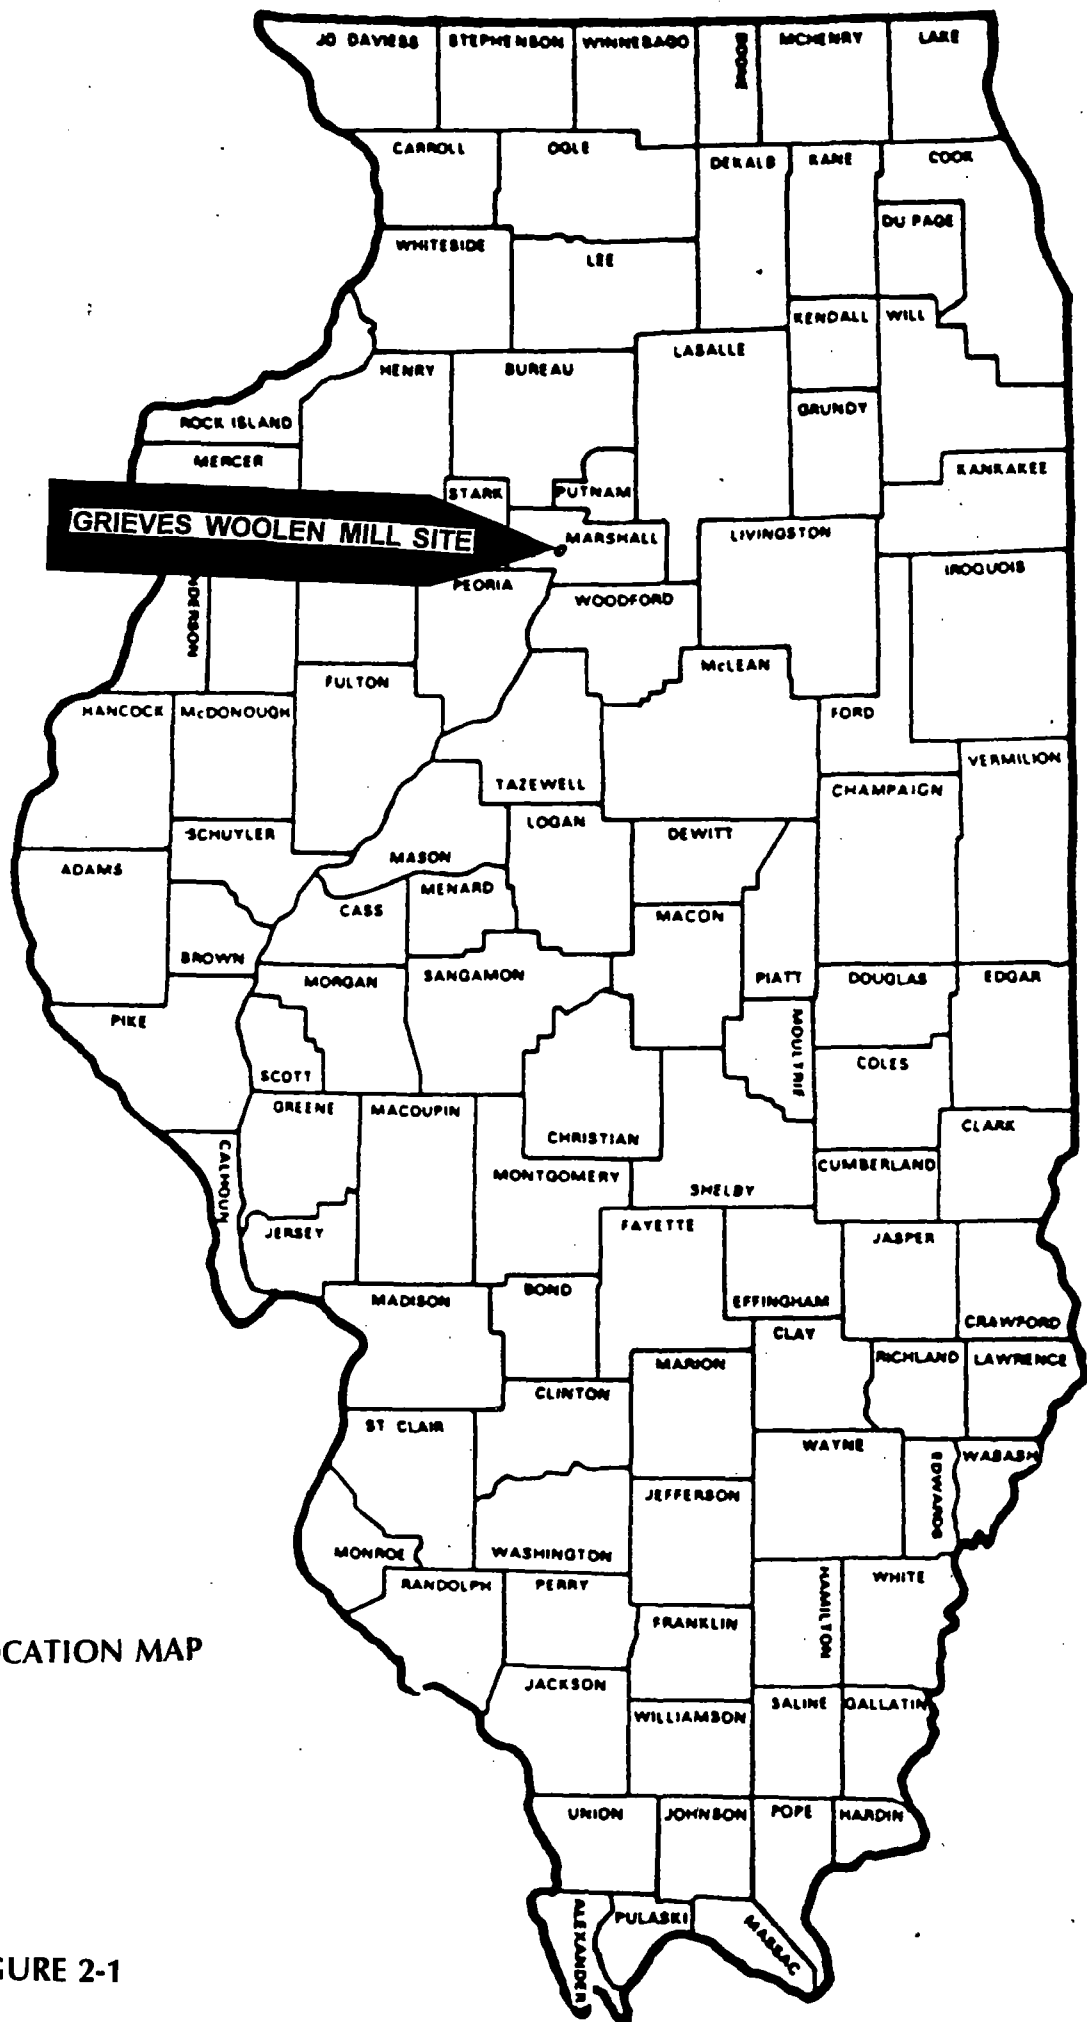 JO DAVIESS STEPHENSON WINNEBAGO BOONE MCHENRY LAKE
CARROLL OGLE DEKALB KANE COOK
DU PAGE
WHITESIDE LEE
KENDALL WILL
HENRY BUREAU LASALLE
ROCK ISLAND GRUNDY
MERCER KANKAKEE
STARK PUTNAM
GRIEVES WOOLEN MILL SITE
MARSHALL LIVINGSTON
IROQUOIS
PEORIA WOODFORD
NDERSON
McLEAN
FULTON
HANCOCK McDONOUGH FORD
VERMILION
TAZEWELL CHAMPAIGN
LOGAN
SCHUYLER DEWITT
ADAMS MASON
MENARD
CASS MACON
BROWN
MORGAN SANGAMON PIATT DOUGLAS EDGAR
PIKE
MOULTRIE
SCOTT COLES
GREENE MACOUPIN
CLARK
CHRISTIAN
CALHOUN
MONTGOMERY CUMBERLAND
SHELBY
JERSEY FAYETTE JASPER
MADISON BOND EFFINGHAM
CLAY CRAWFORD
MARION RICHLAND LAWRENCE
CLINTON
ST CLAIR
WAYNE EDWARDS WABASH
JEFFERSON
MONROE WASHINGTON
RANDOLPH PERRY HAMILTON WHITE
FRANKLIN
OCATION MAP
JACKSON
WILLIAMSON SALINE GALLATIN
UNION JOHNSON POPE HARDIN
ALEXANDER PULASKI MASSAC
GURE 2-1